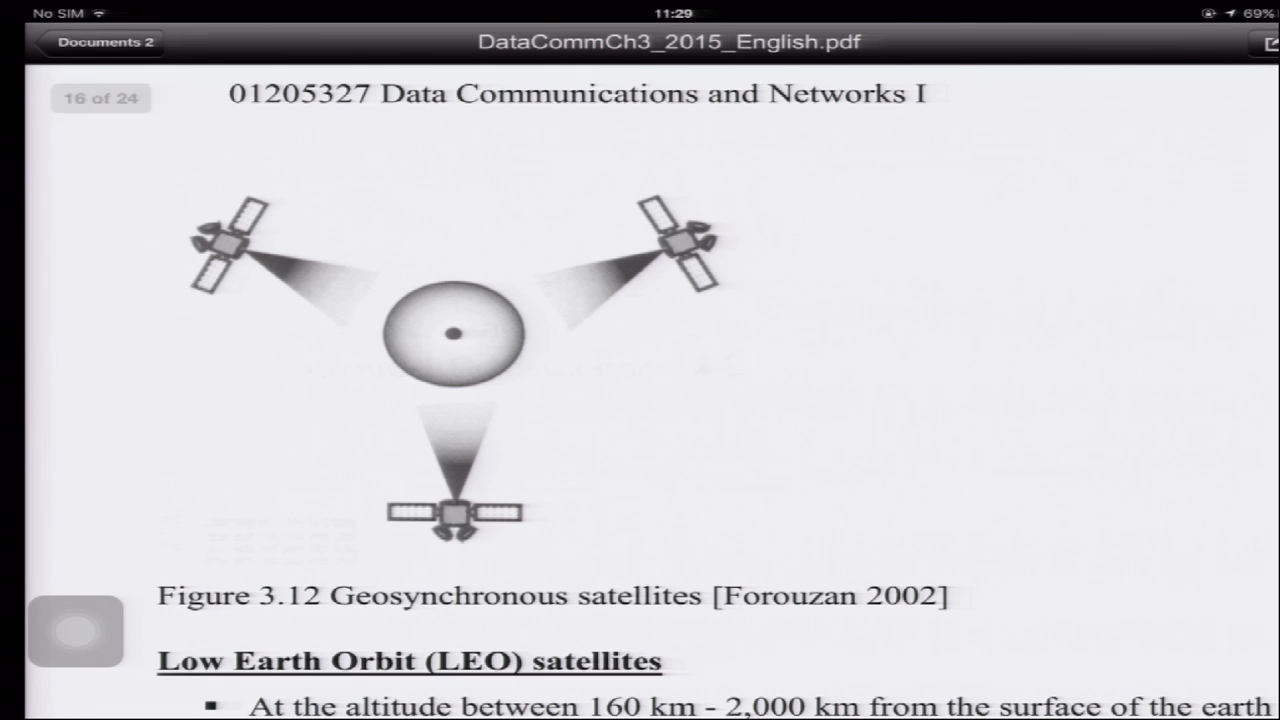 No SIM 11:29 69%
Documents 2 DataCommCh3_2015_English.pdf
16 of 24 01205327 Data Communications and Networks I
Figure 3.12 Geosynchronous satellites [Forouzan 2002]
Low Earth Orbit (LEO) satellites
▪ At the altitude between 160 km - 2,000 km from the surface of the earth